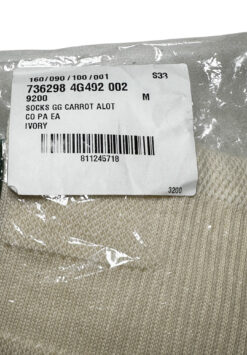 160/090/100/001 S33
736298 4G492 002
9200 M
SOCKS GG CARROT ALOT
CO PA EA
IVORY
811245718
3200